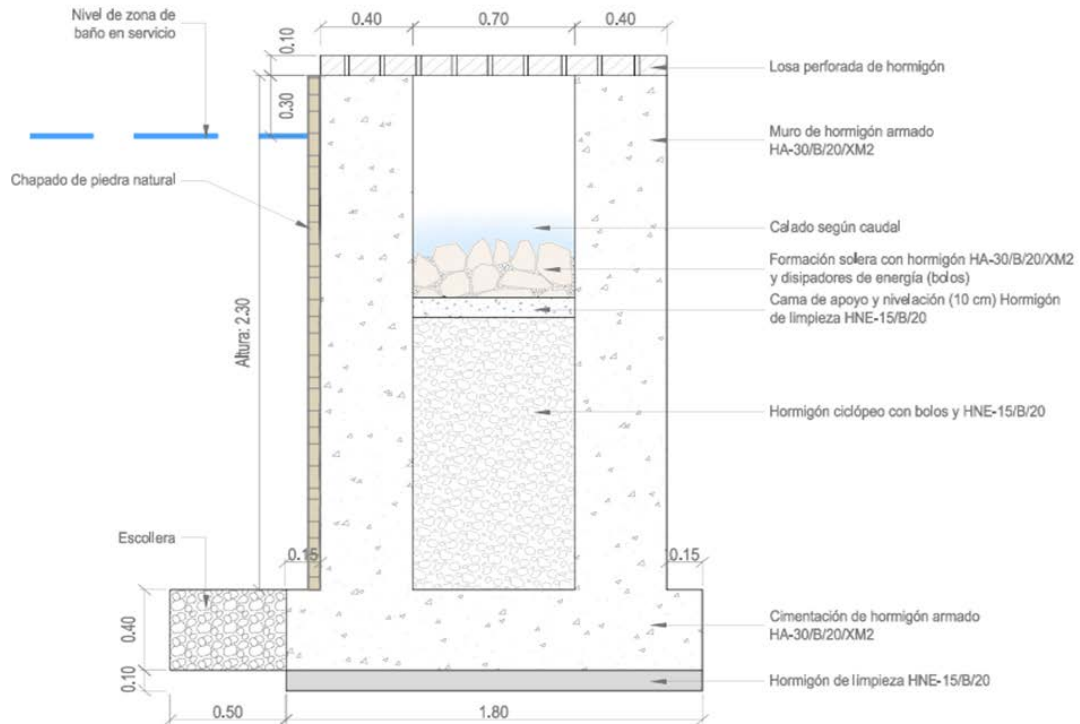 0.40
0.70
0.40
Nivel de zona de
baño en servicio
0.10
Losa perforada de hormigón
0.30
Muro de hormigón armado
HA-30/B/20/XM2
Chapado de piedra natural
Calado según caudal
Formación solera con hormigón HA-30/B/20/XM2
y disipadores de energía (bolos)
Cama de apoyo y nivelación (10 cm) Hormigón
de limpieza HNE-15/B/20
Altura: 2.30
Hormigón ciclópeo con bolos y HNE-15/B/20
Escollera
0.15
0.15
0.40
Cimentación de hormigón armado
HA-30/B/20/XM2
0.10
Hormigón de limpieza HNE-15/B/20
0.50
1.80